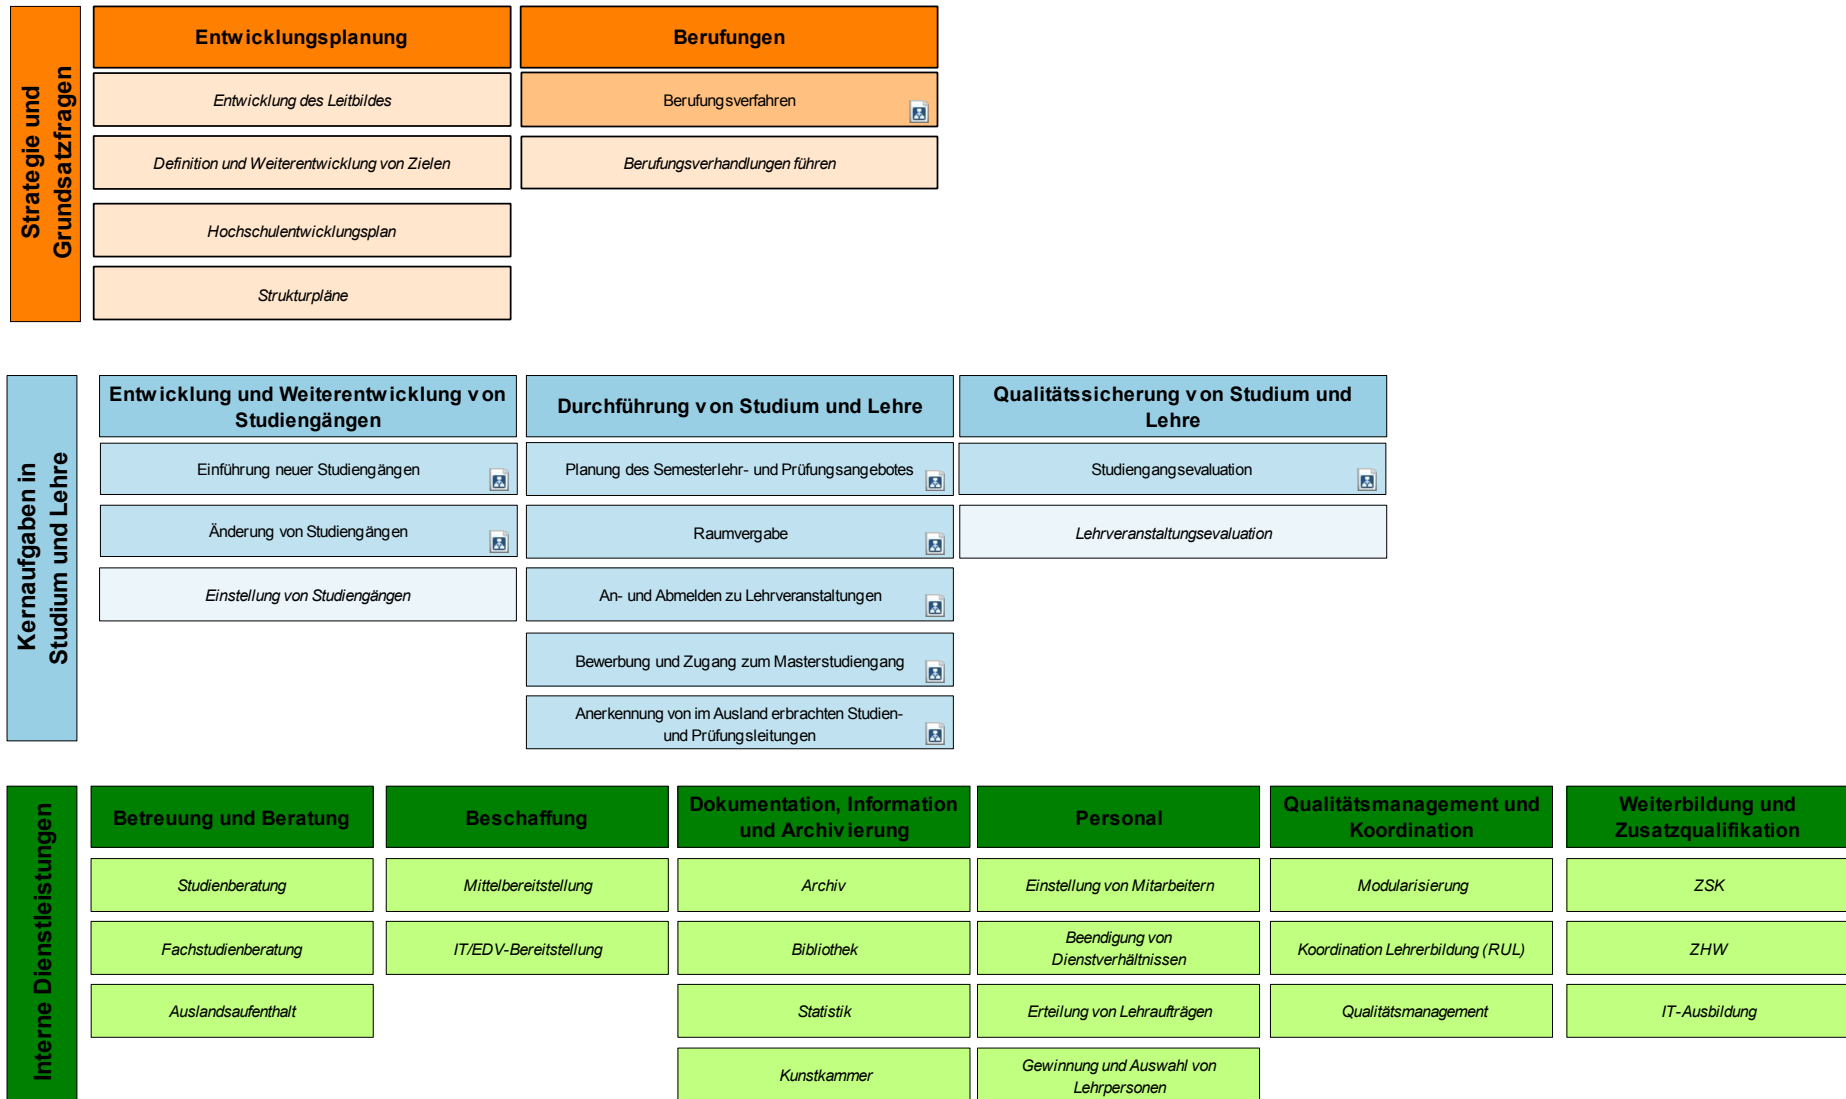 Strategie und
Grundsatzfragen
Entwicklungsplanung
Berufungen
Entwicklung des Leitbildes
Berufungsverfahren
Definition und Weiterentwicklung von Zielen
Berufungsverhandlungen führen
Hochschulentwicklungsplan
Strukturpläne
Kernaufgaben in
Studium und Lehre
Entwicklung und Weiterentwicklung von
Studiengängen
Durchführung von Studium und Lehre
Qualitätssicherung von Studium und
Lehre
Einführung neuer Studiengängen
Planung des Semesterlehr- und Prüfungsangebotes
Studiengangsevaluation
Änderung von Studiengängen
Raumvergabe
Lehrveranstaltungsevaluation
Einstellung von Studiengängen
An- und Abmelden zu Lehrveranstaltungen
Bewerbung und Zugang zum Masterstudiengang
Anerkennung von im Ausland erbrachten Studien-
und Prüfungsleitungen
Interne Dienstleistungen
Betreuung und Beratung
Beschaffung
Dokumentation, Information
und Archivierung
Personal
Qualitätsmanagement und
Koordination
Weiterbildung und
Zusatzqualifikation
Studienberatung
Mittelbereitstellung
Archiv
Einstellung von Mitarbeitern
Modularisierung
ZSK
Fachstudienberatung
IT/EDV-Bereitstellung
Bibliothek
Beendigung von
Dienstverhältnissen
Koordination Lehrerbildung (RUL)
ZHW
Auslandsaufenthalt
Statistik
Erteilung von Lehraufträgen
Qualitätsmanagement
IT-Ausbildung
Kunstkammer
Gewinnung und Auswahl von
Lehrpersonen